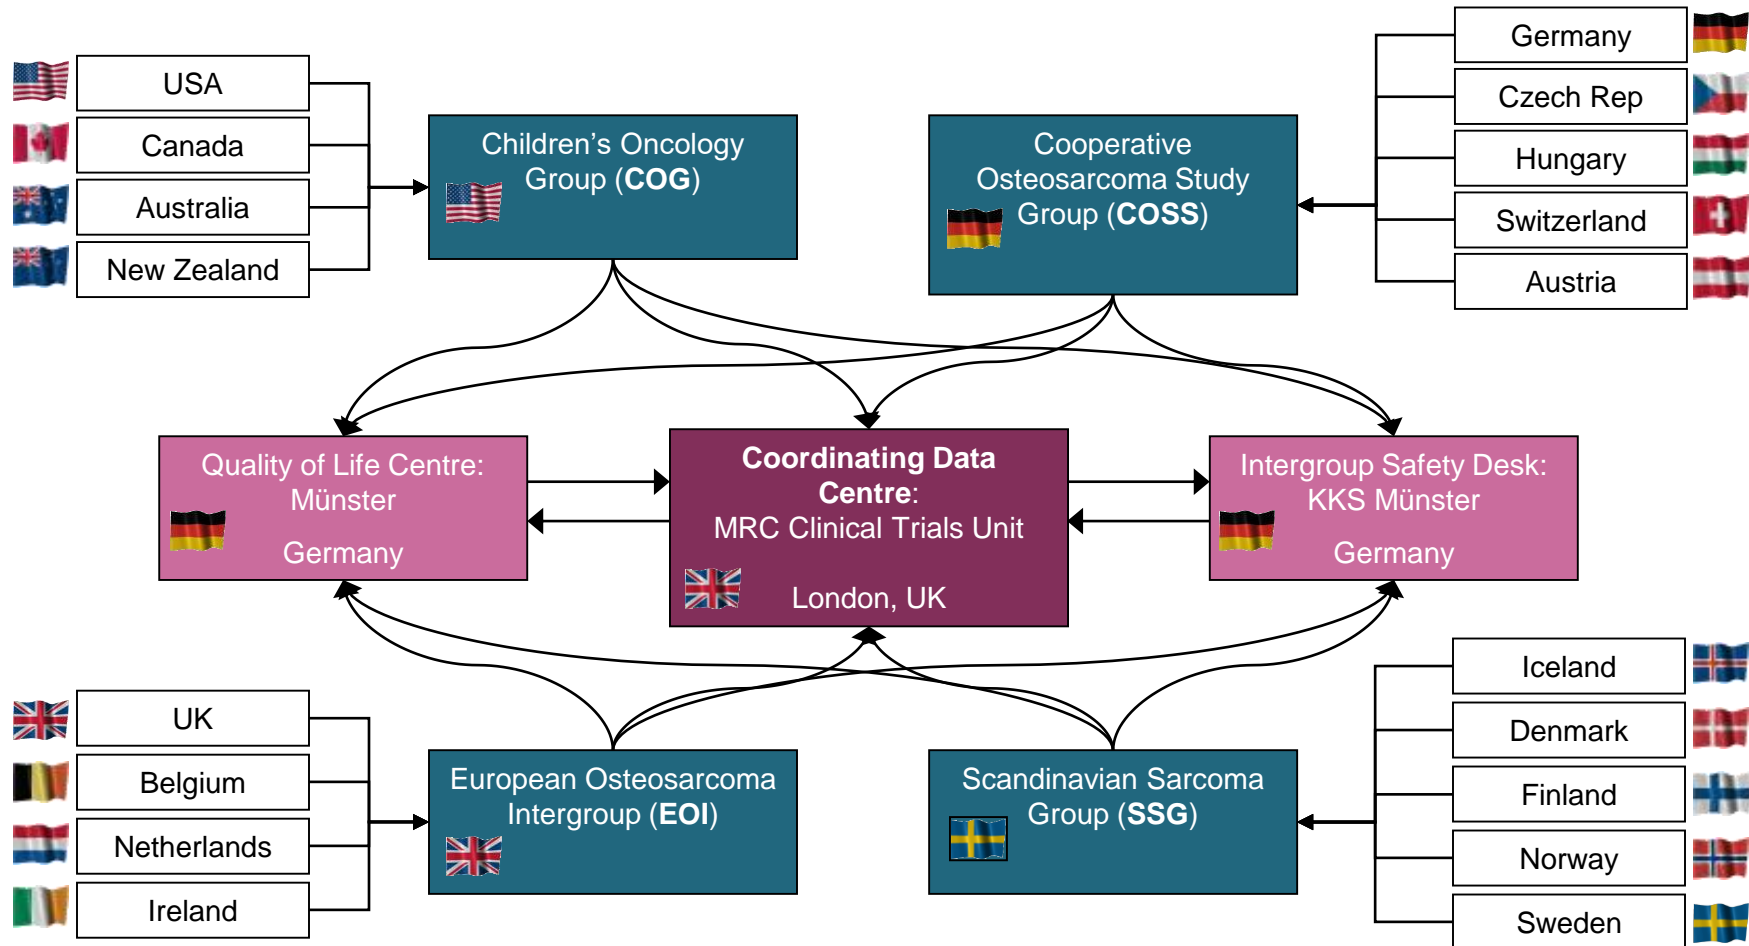 USA
Canada
Australia
New Zealand
Children's Oncology
Group (COG)
Cooperative
Osteosarcoma Study
Group (COSS)
Germany
Czech Rep
Hungary
Switzerland
Austria
Quality of Life Centre:
Münster
Germany
Coordinating Data
Centre:
MRC Clinical Trials Unit
London, UK
Intergroup Safety Desk:
KKS Münster
Germany
UK
Belgium
Netherlands
Ireland
European Osteosarcoma
Intergroup (EOI)
Scandinavian Sarcoma
Group (SSG)
Iceland
Denmark
Finland
Norway
Sweden